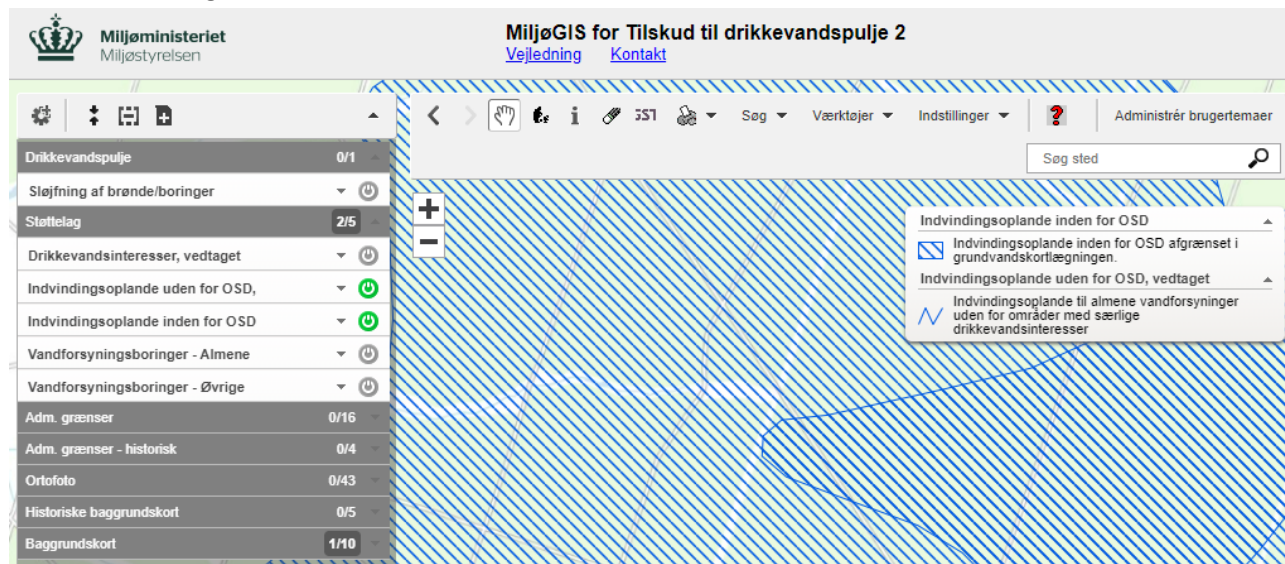 Miljøministeriet
Miljøstyrelsen
MiljøGIS for Tilskud til drikkevandspulje 2
Vejledning Kontakt
Søg Værktøjer Indstillinger ? Administrér brugertemaer
Søg sted
Drikkevandspulje 0/1
Sløjfning af brønde/boringer
Støttelag 2/5
Drikkevandsinteresser, vedtaget
Indvindingsoplande uden for OSD,
Indvindingsoplande inden for OSD
Vandforsyningsboringer - Almene
Vandforsyningsboringer - Øvrige
Adm. grænser 0/16
Adm. grænser - historisk 0/4
Ortofoto 0/43
Historiske baggrundskort 0/5
Baggrundskort 1/10
+
−
Indvindingsoplande inden for OSD
Indvindingsoplande inden for OSD afgrænset i
grundvandskortlægningen.
Indvindingsoplande uden for OSD, vedtaget
Indvindingsoplande til almene vandforsyninger
uden for områder med særlige
drikkevandsinteresser